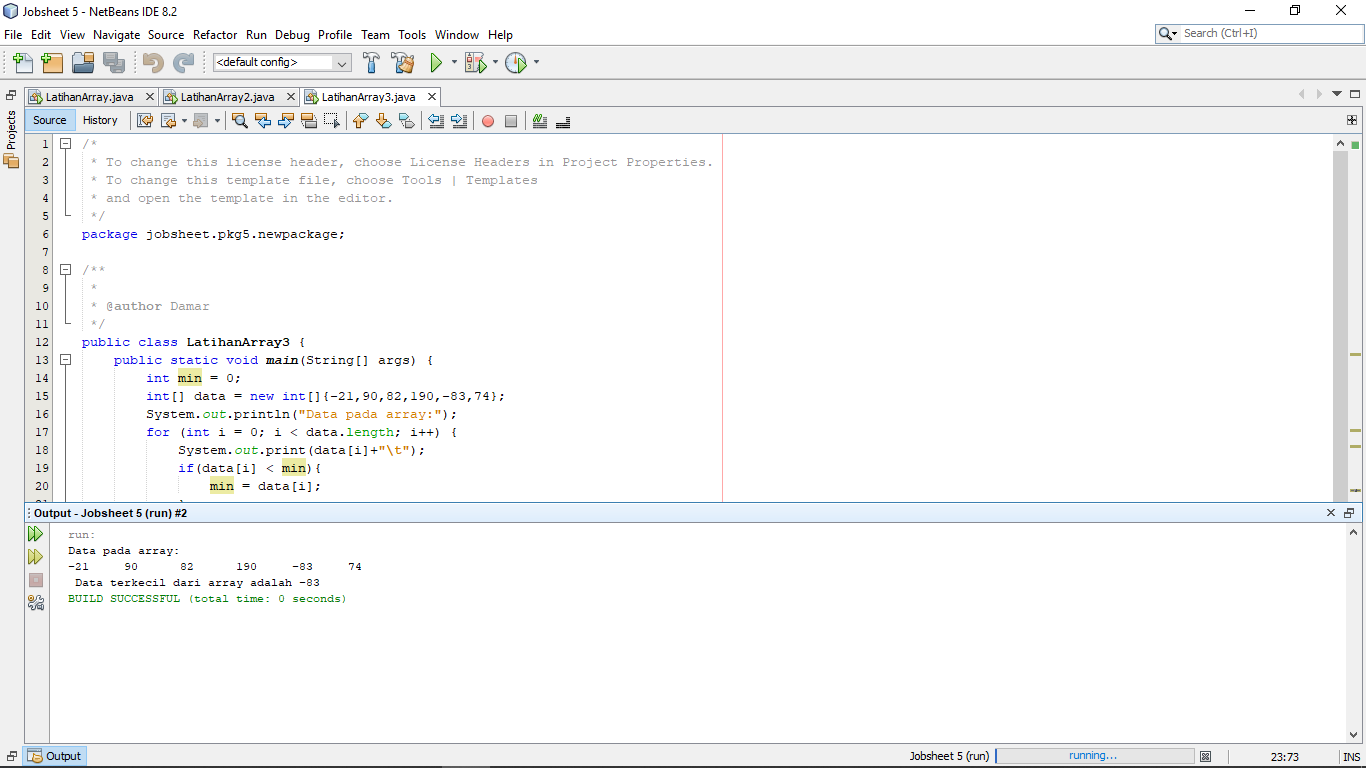 Jobsheet 5 - NetBeans IDE 8.2
File Edit View Navigate Source Refactor Run Debug Profile Team Tools Window Help
Search (Ctrl+I)
<default config>
LatihanArray.java LatihanArray2.java LatihanArray3.java
Projects
Source History
1 /*
2 * To change this license header, choose License Headers in Project Properties.
3 * To change this template file, choose Tools | Templates
4 * and open the template in the editor.
5 */
6 package jobsheet.pkg5.newpackage;
7
8 /**
9 *
10 * @author Damar
11 */
12 public class LatihanArray3 {
13 public static void main(String[] args) {
14 int min = 0;
15 int[] data = new int[]{-21,90,82,190,-83,74};
16 System.out.println("Data pada array:");
17 for (int i = 0; i < data.length; i++) {
18 System.out.print(data[i]+"\t");
19 if(data[i] < min){
20 min = data[i];
Output - Jobsheet 5 (run) #2
run:
Data pada array:
-21 90 82 190 -83 74
Data terkecil dari array adalah -83
BUILD SUCCESSFUL (total time: 0 seconds)
Output
Jobsheet 5 (run) running... 23:73 INS